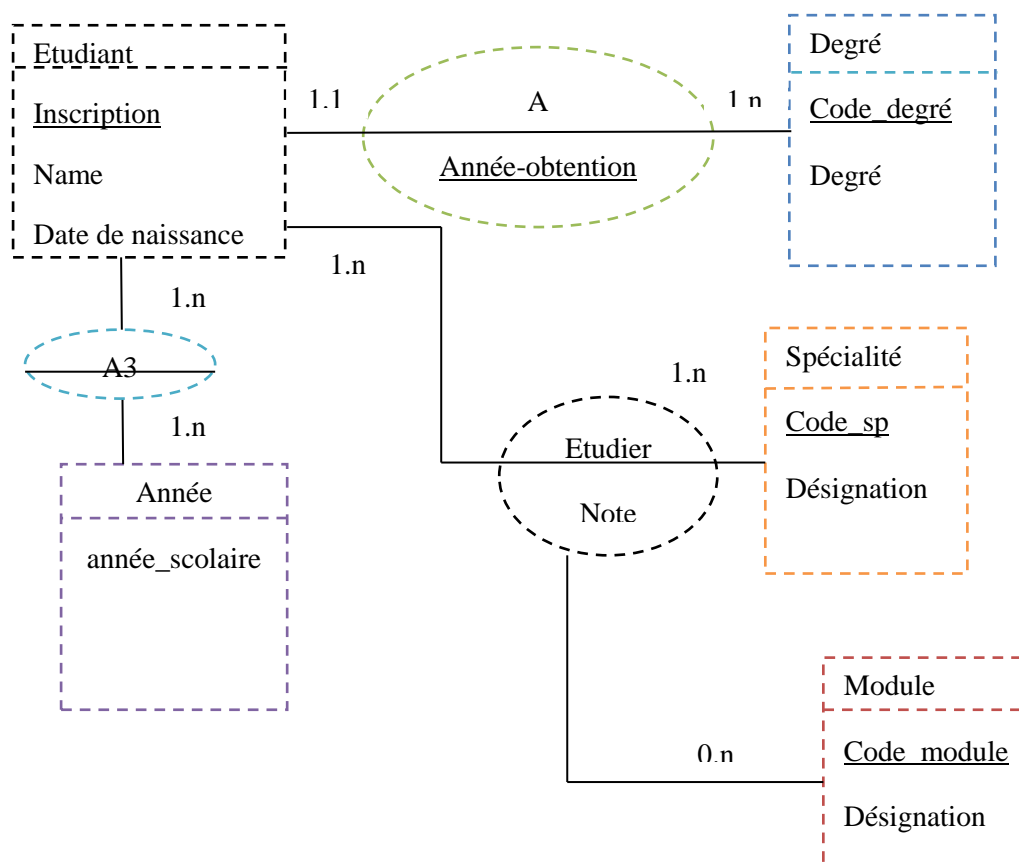 Etudiant
Inscription
Name
Date de naissance
1.1
A
Année-obtention
1.n
Degré
Code_degré
Degré
1.n
1.n
A3
1.n
Année
année_scolaire
1.n
Etudier
Note
Spécialité
Code_sp
Désignation
0.n
Module
Code_module
Désignation